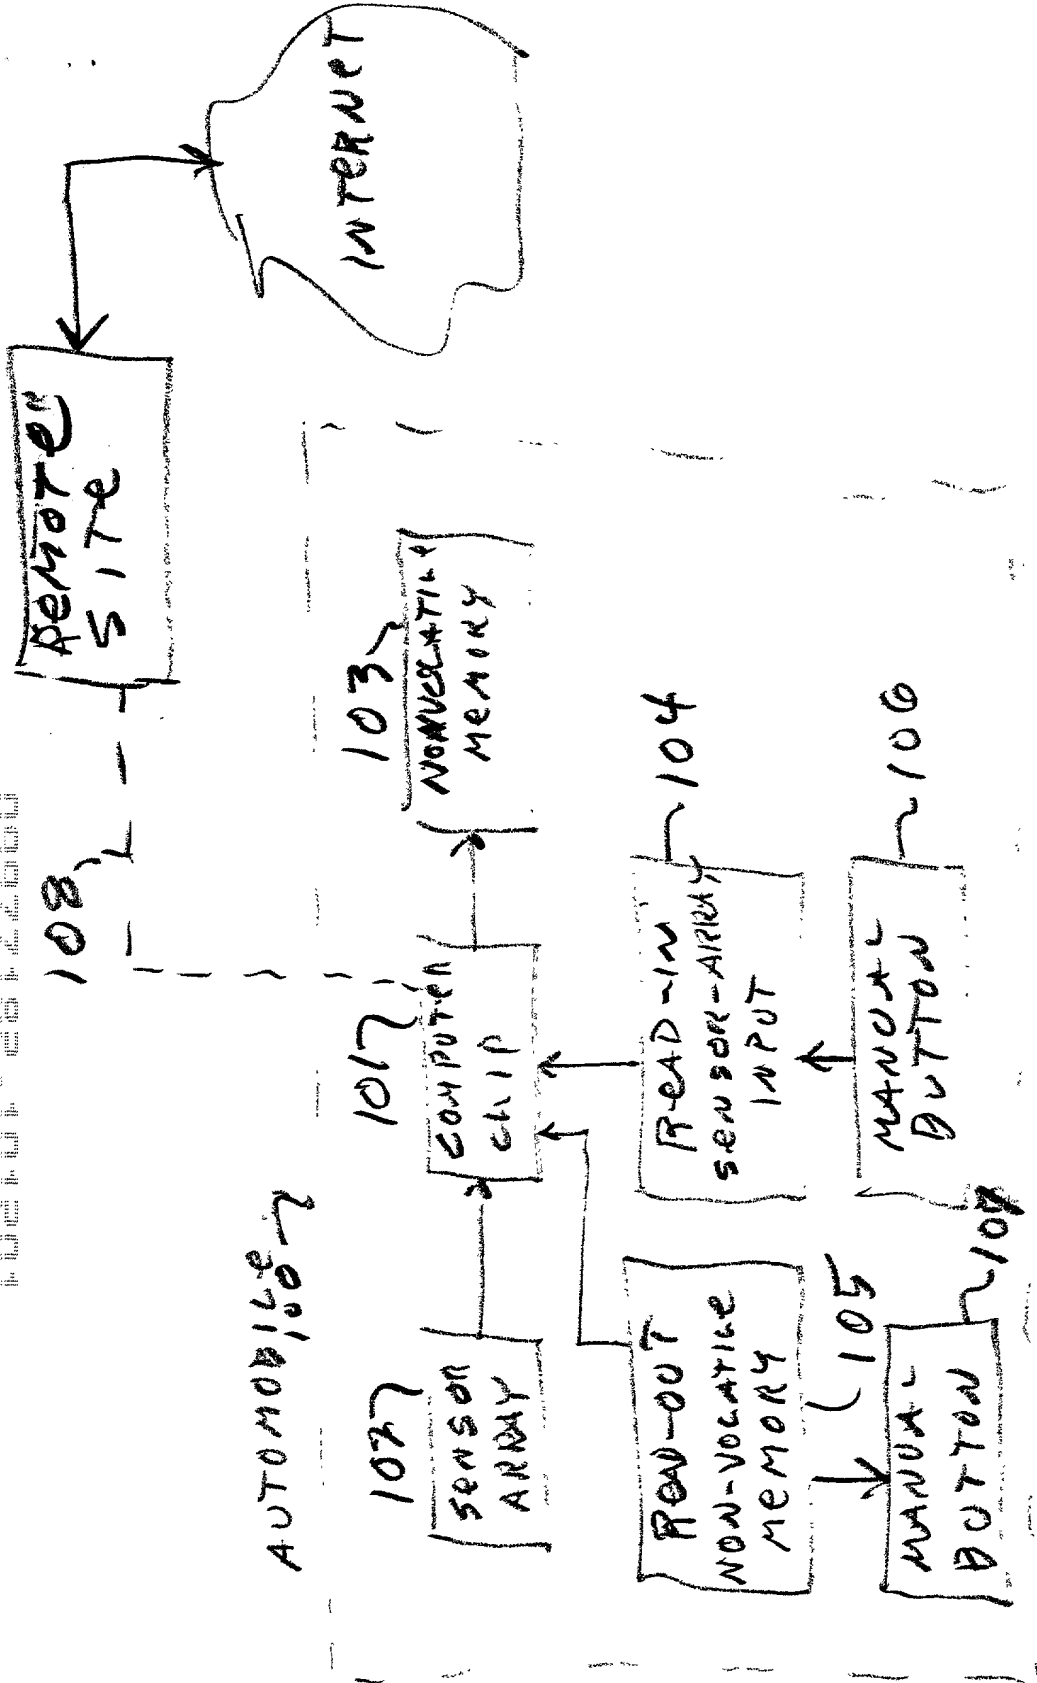 108
REMOTE
SITE
INTERNET
AUTOMOBILE
100
102
SENSOR
ARRAY
101
COMPUTER
CHIP
103
NONVOLATILE
MEMORY
READ-OUT
NON-VOLATILE
MEMORY
105
READ-IN
SENSOR-ARRAY
INPUT
104
MANUAL
BUTTON
107
MANUAL
BUTTON
106